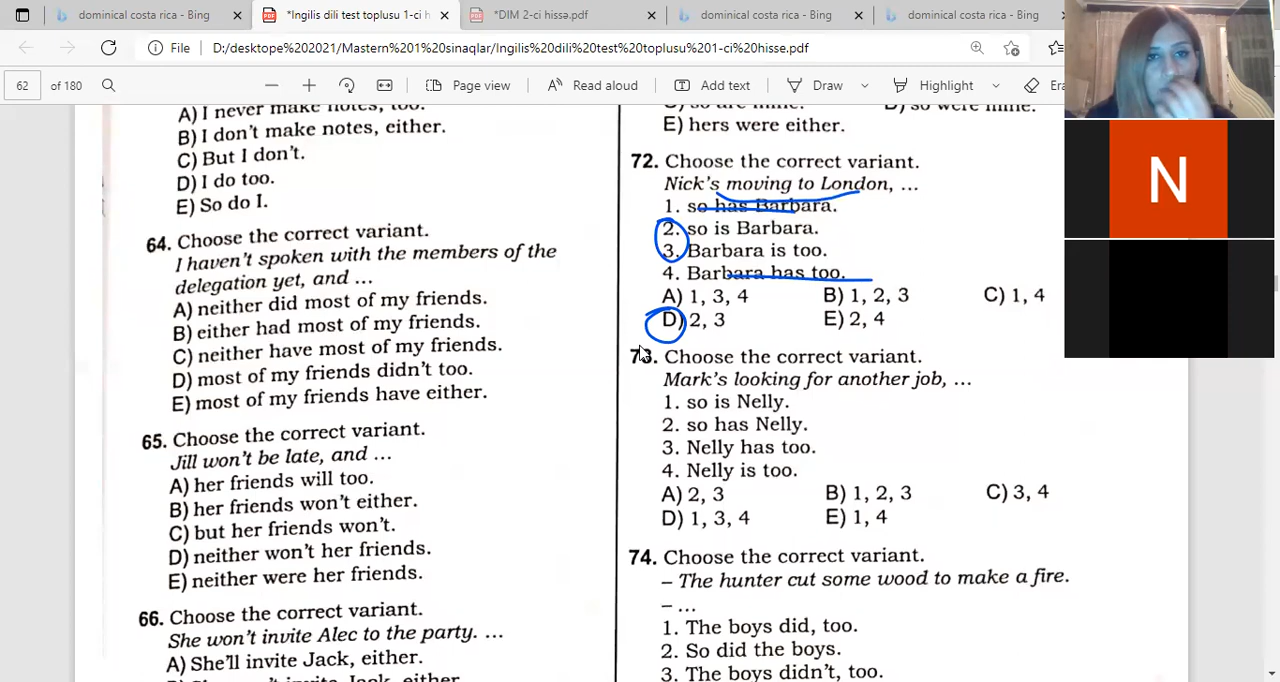 dominical costa rica - Bing
*Ingilis dili test toplusu 1-ci h
*DIM 2-ci hissə.pdf
dominical costa rica - Bing
dominical costa rica - Bing
File
D:/desktope%202021/Mastern%201%20sınaqlar/Ingilis%20dili%20test%20toplusu%201-ci%20hisse.pdf
62 of 180
Page view
Read aloud
Add text
Draw
Highlight
Era
A) I never make notes, too.
B) I don't make notes, either.
C) But I don't.
D) I do too.
E) So do I.
64. Choose the correct variant.
I haven't spoken with the members of the
delegation yet, and ...
A) neither did most of my friends.
B) either had most of my friends.
C) neither have most of my friends.
D) most of my friends didn't too.
E) most of my friends have either.
65. Choose the correct variant.
Jill won't be late, and ...
A) her friends will too.
B) her friends won't either.
C) but her friends won't.
D) neither won't her friends.
E) neither were her friends.
66. Choose the correct variant.
She won't invite Alec to the party. ...
A) She'll invite Jack, either.
invite Jack, either
so are mine.
D) so were mine.
E) hers were either.
72. Choose the correct variant.
Nick's moving to London, ...
1. so has Barbara.
2. so is Barbara.
3. Barbara is too.
4. Barbara has too.
A) 1, 3, 4 B) 1, 2, 3 C) 1, 4
D) 2, 3 E) 2, 4
73. Choose the correct variant.
Mark's looking for another job, ...
1. so is Nelly.
2. so has Nelly.
3. Nelly has too.
4. Nelly is too.
A) 2, 3 B) 1, 2, 3 C) 3, 4
D) 1, 3, 4 E) 1, 4
74. Choose the correct variant.
– The hunter cut some wood to make a fire.
– ...
1. The boys did, too.
2. So did the boys.
3. The boys didn't, too.
N